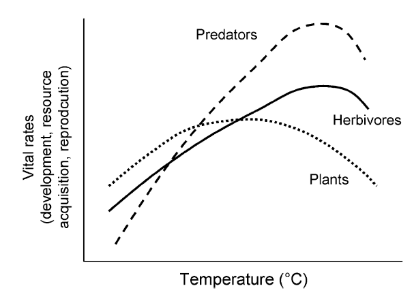 Predators
Herbivores
Plants
Vital rates
(development, resource
acquisition, reprodcution)
Temperature (°C)